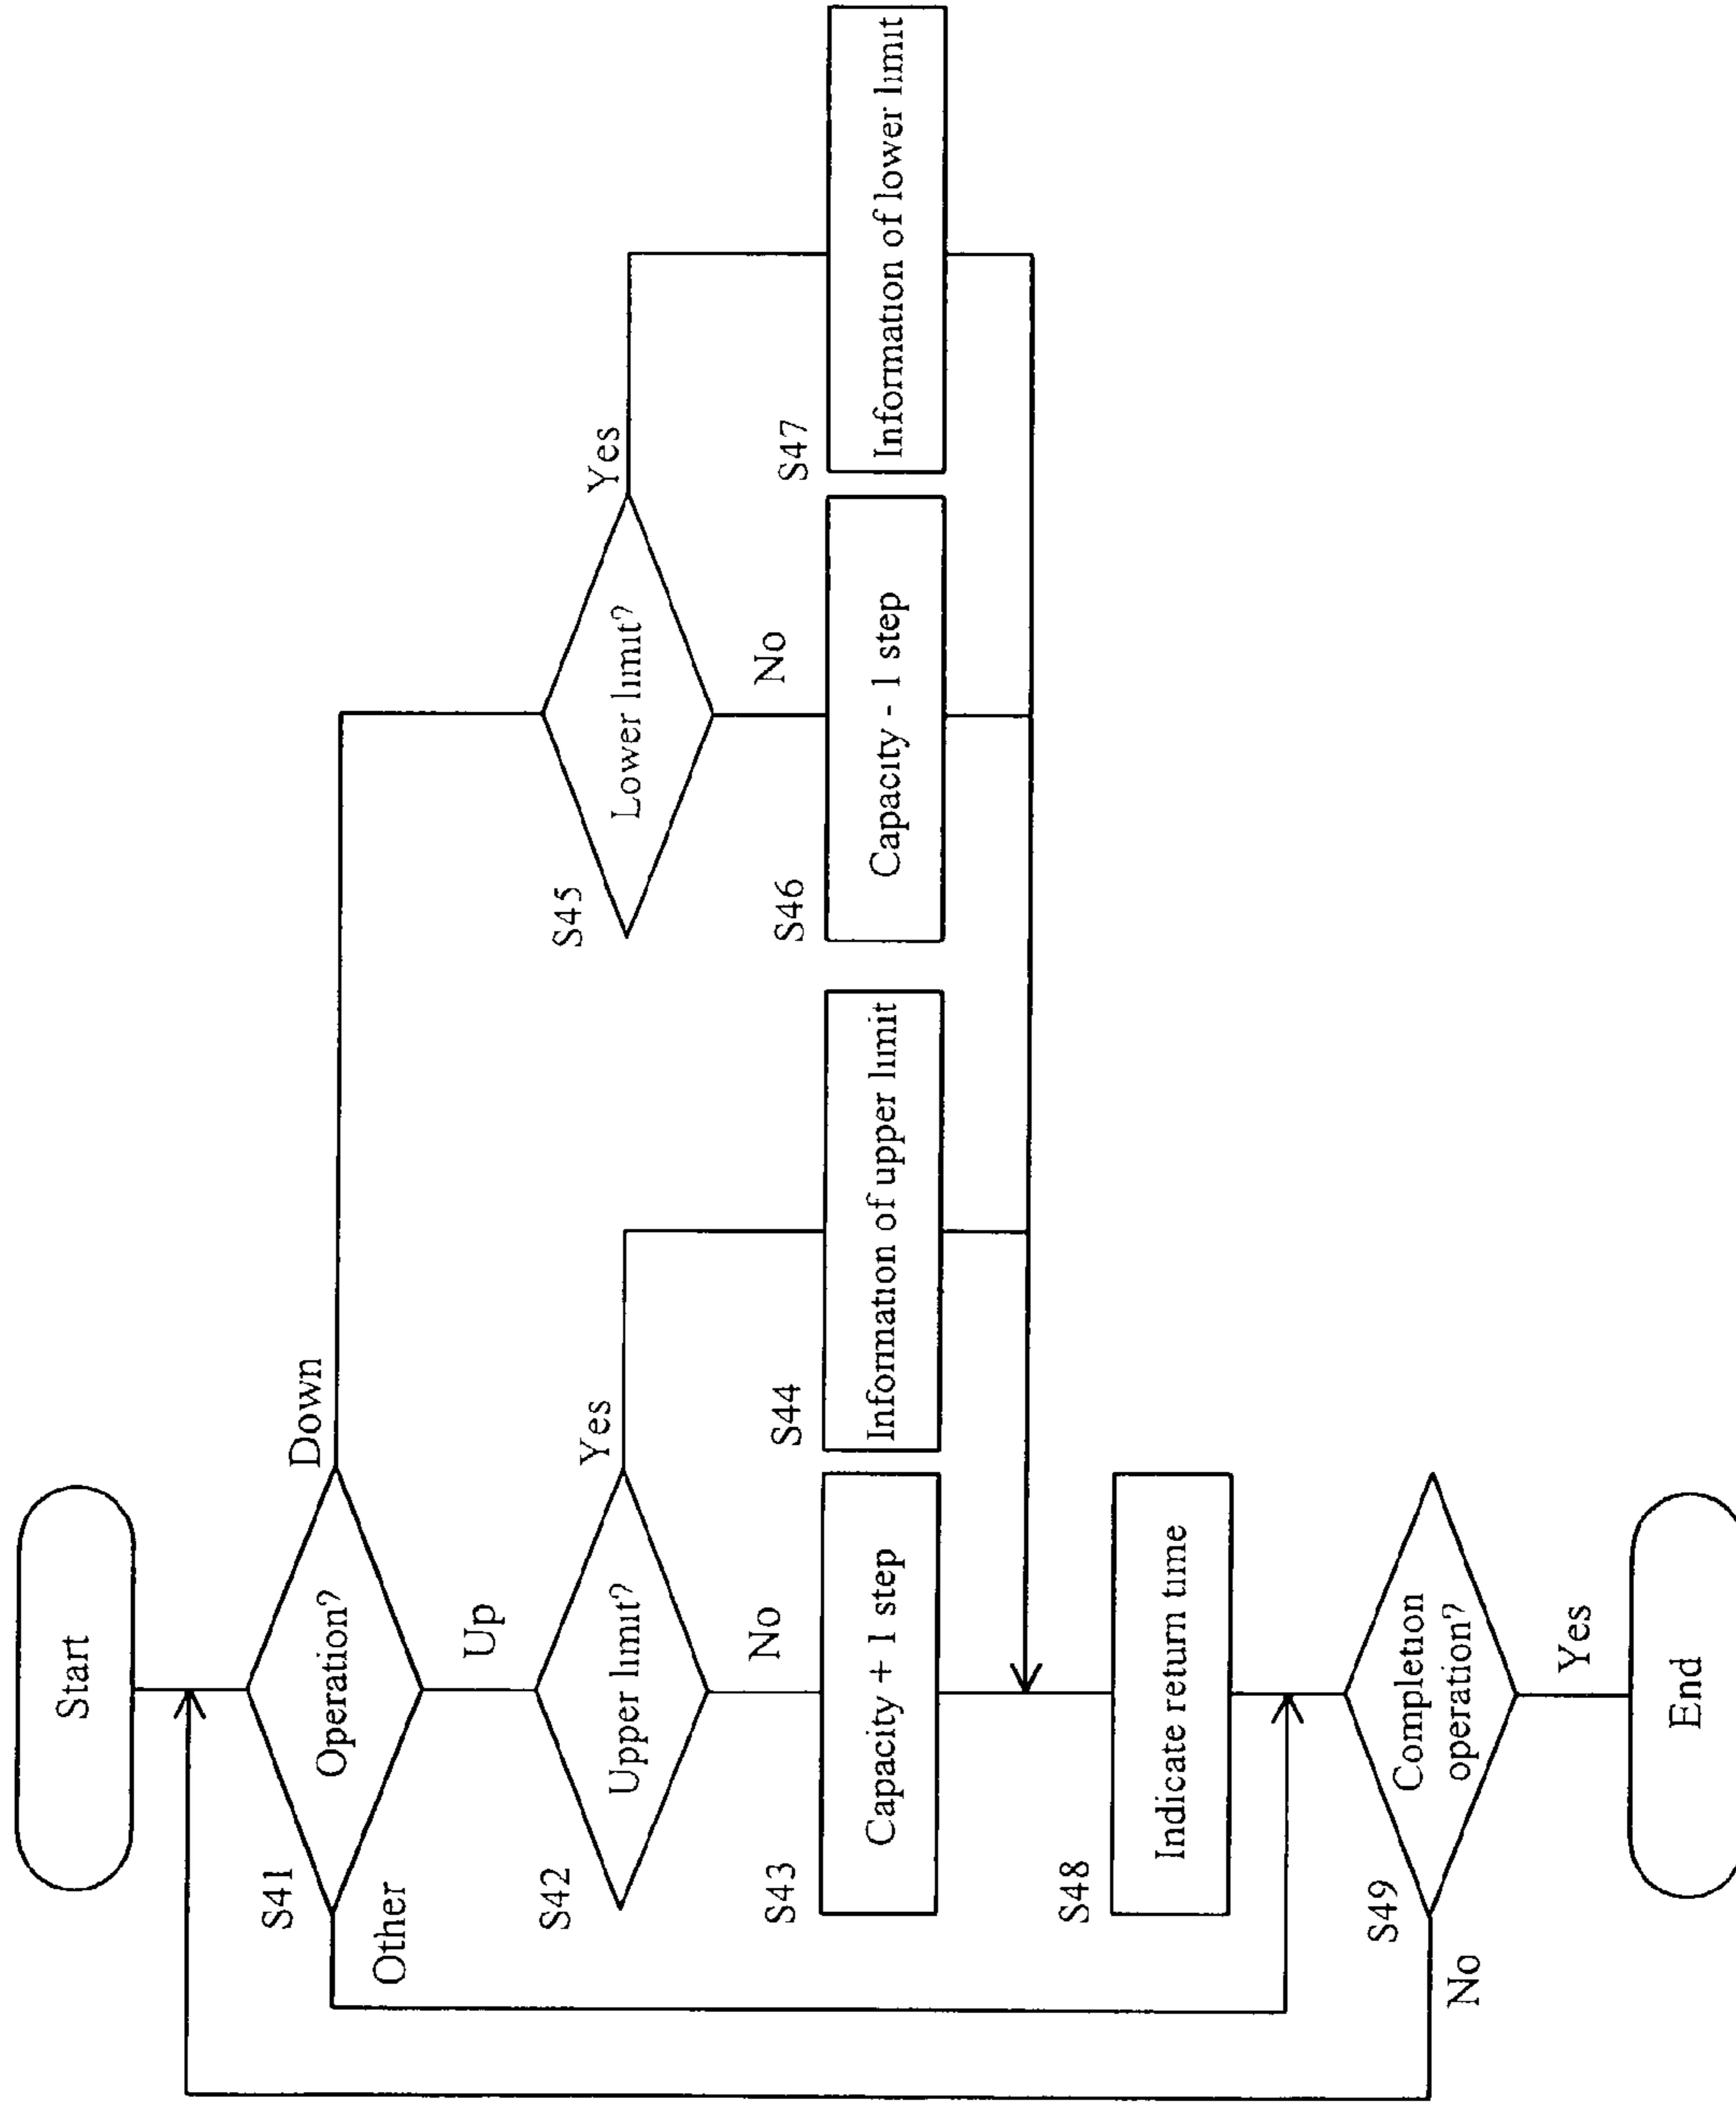 Start
S41
Operation?
Down
Other
Up
S42
Upper limit?
Yes
No
S45
Lower limit?
Yes
No
S43
Capacity + 1 step
S44
Information of upper limit
S46
Capacity - 1 step
S47
Information of lower limit
S48
Indicate return time
S49
Completion
operation?
No
Yes
End